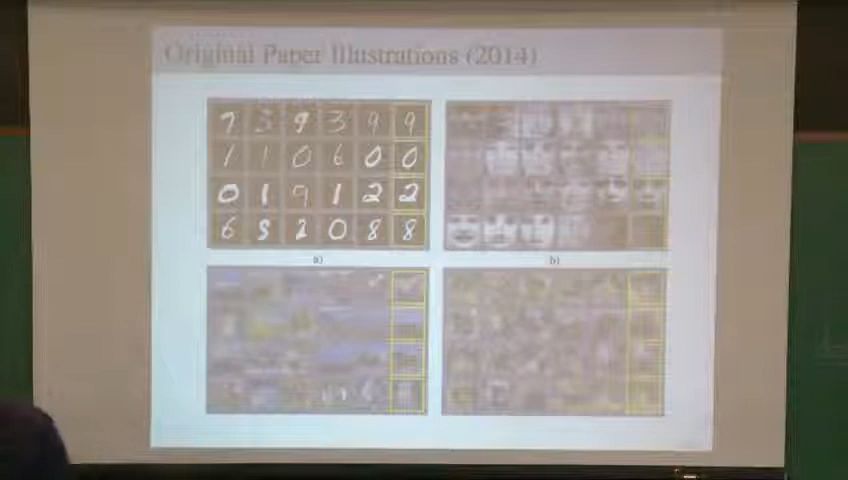 Original Paper Illustrations (2014)
7 3 9 3 9 9
1 1 0 6 0 0
0 1 9 1 2 2
6 8 2 0 8 8
a)
b)